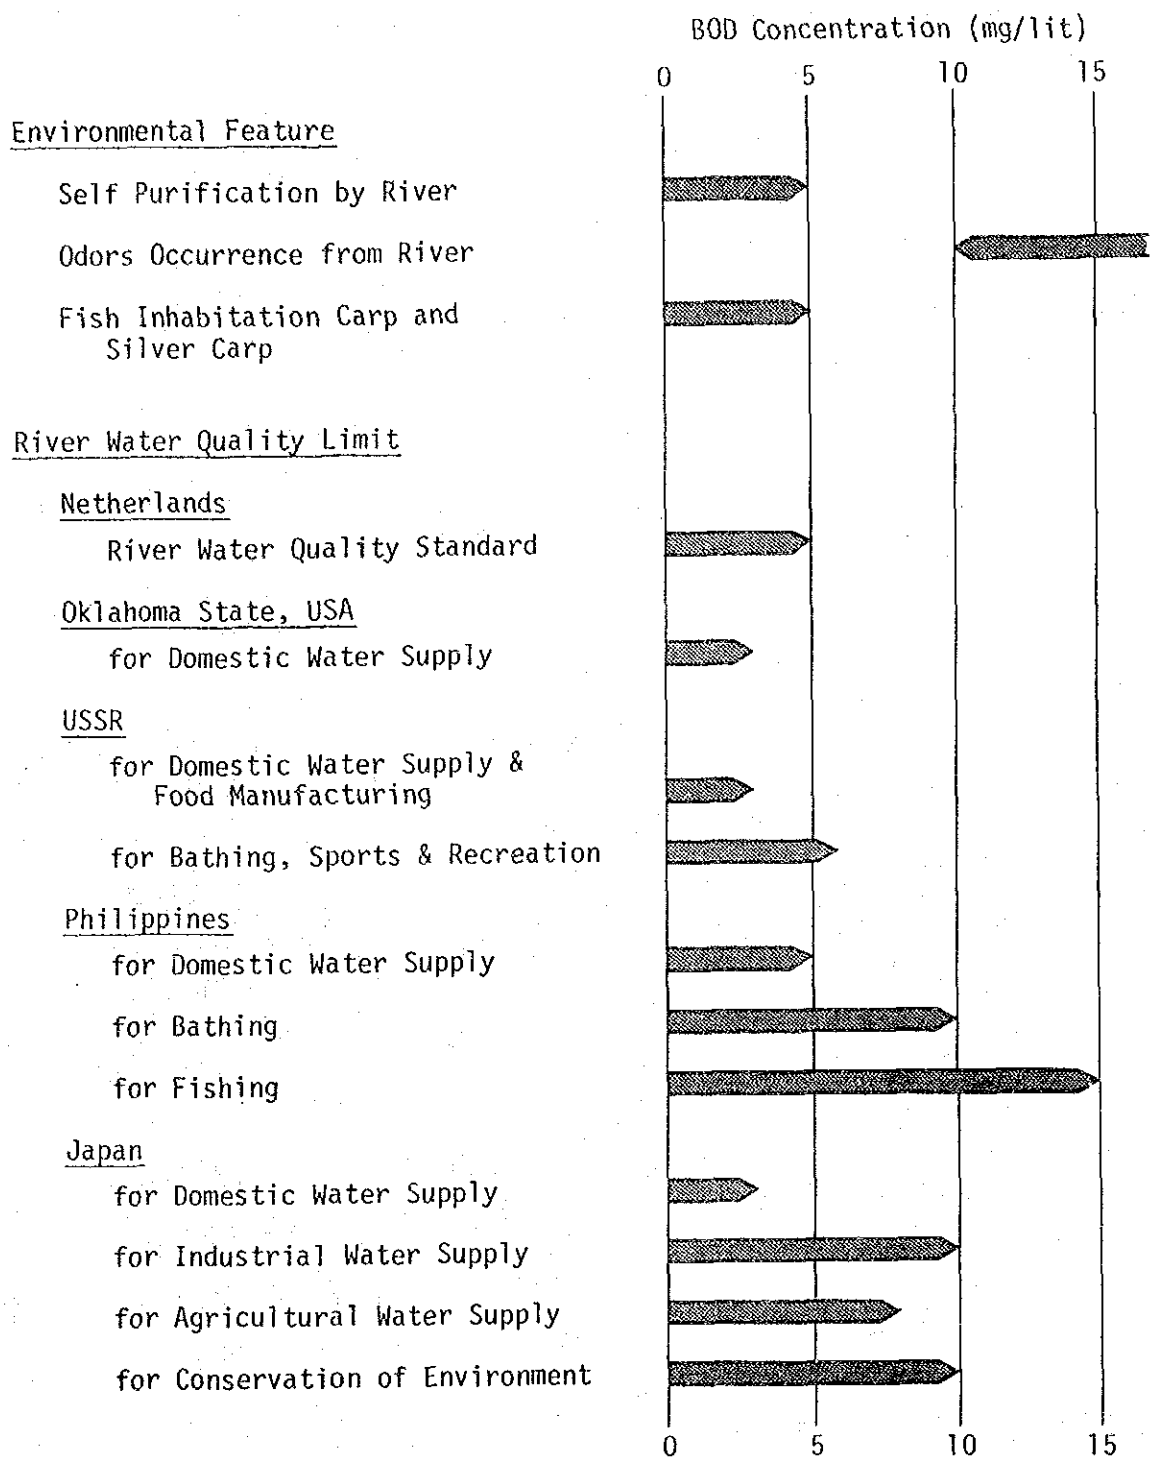 BOD Concentration (mg/lit)
0 5 10 15
Environmental Feature
Self Purification by River
Odors Occurrence from River
Fish Inhabitation Carp and
Silver Carp
River Water Quality Limit
Netherlands
River Water Quality Standard
Oklahoma State, USA
for Domestic Water Supply
USSR
for Domestic Water Supply &
Food Manufacturing
for Bathing, Sports & Recreation
Philippines
for Domestic Water Supply
for Bathing
for Fishing
Japan
for Domestic Water Supply
for Industrial Water Supply
for Agricultural Water Supply
for Conservation of Environment
0 5 10 15